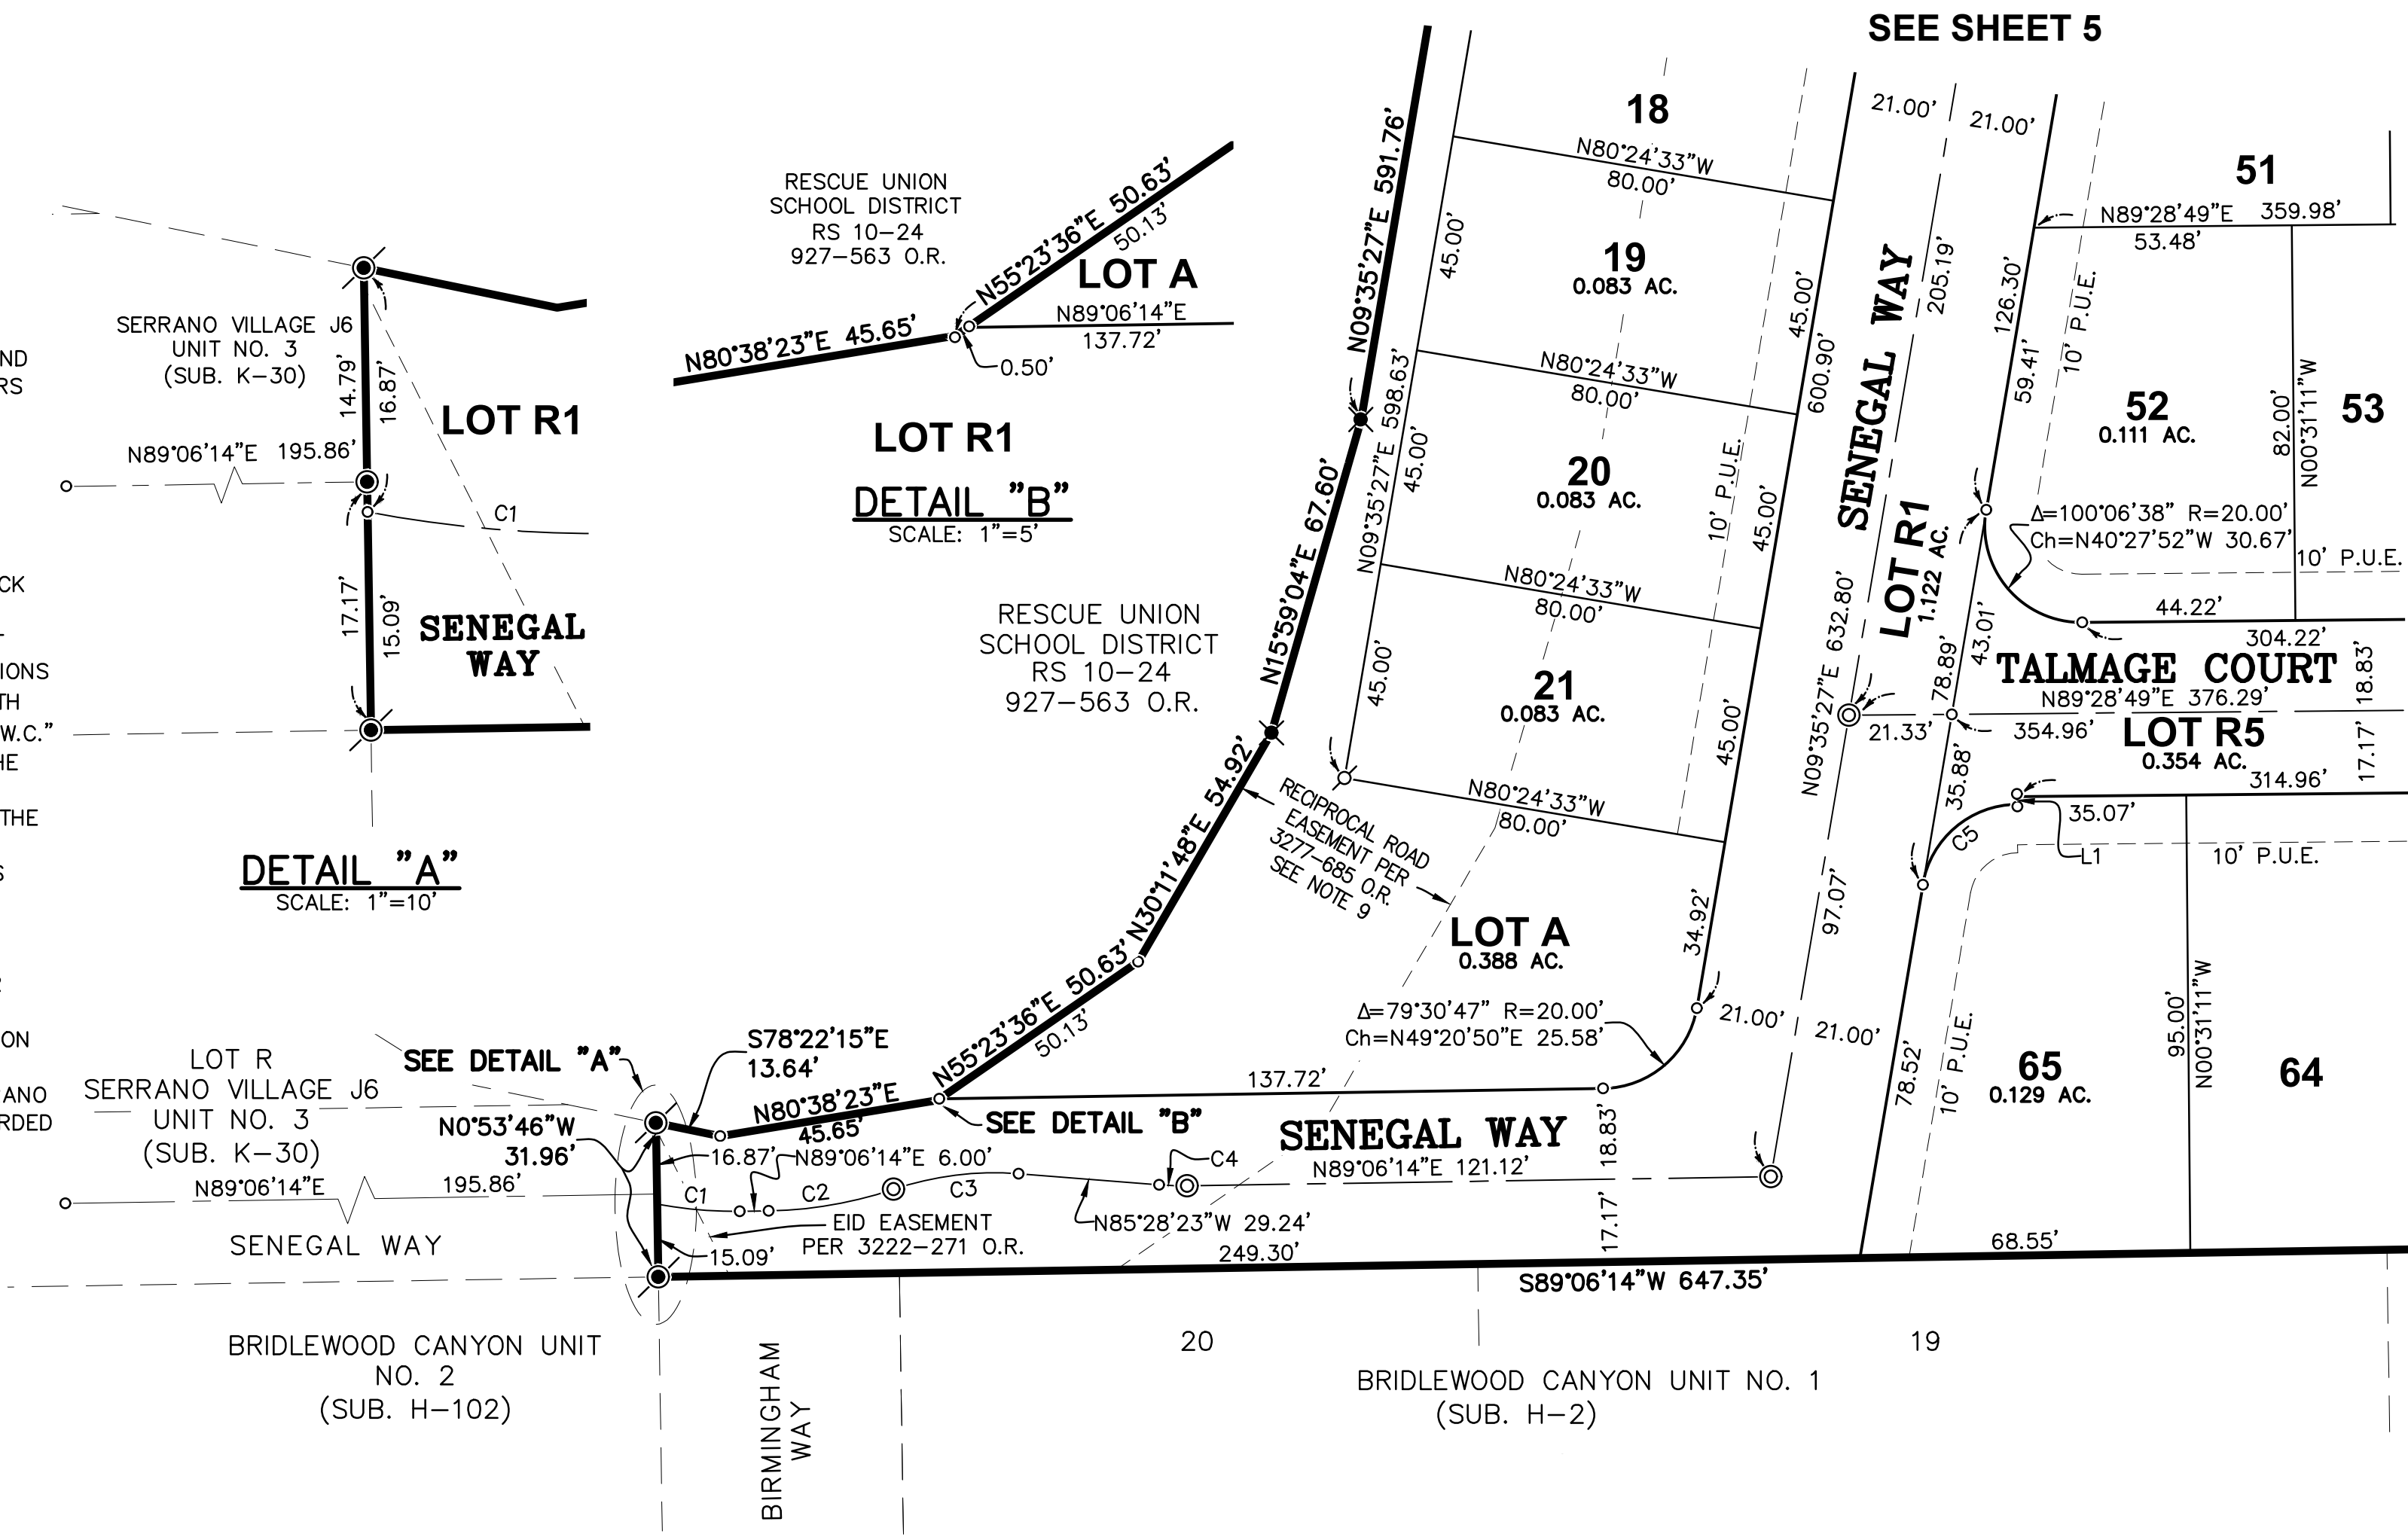 SEE SHEET 5
ND
RS
CK
IONS
TH
W.C."
HE
THE
S
ON
ANO
RDED
SERRANO VILLAGE J6
UNIT NO. 3
(SUB. K-30)
14.79'
16.87'
LOT R1
N89°06'14"E 195.86'
C1
17.17'
15.09'
SENEGAL
WAY
DETAIL "A"
SCALE: 1"=10'
RESCUE UNION
SCHOOL DISTRICT
RS 10-24
927-563 O.R.
N55°23'36"E 50.63'
50.13'
LOT A
N89°06'14"E
137.72'
N80°38'23"E 45.65'
0.50'
LOT R1
DETAIL "B"
SCALE: 1"=5'
RESCUE UNION
SCHOOL DISTRICT
RS 10-24
927-563 O.R.
N09°35'27"E 591.76'
N15°59'04"E 67.60'
N30°11'48"E 54.92'
N55°23'36"E 50.63'
50.13'
18
N80°24'33"W
80.00'
45.00'
19
0.083 AC.
45.00'
N80°24'33"W
80.00'
N09°35'27"E 598.63'
45.00'
20
0.083 AC.
10' P.U.E.
45.00'
600.90'
N80°24'33"W
80.00'
45.00'
21
0.083 AC.
45.00'
N80°24'33"W
80.00'
RECIPROCAL ROAD
EASEMENT PER
3277-685 O.R.
SEE NOTE 9
LOT A
0.388 AC.
34.92'
Δ=79°30'47" R=20.00'
Ch=N49°20'50"E 25.58'
137.72'
21.00'
21.00'
SENEGAL WAY
205.19'
LOT R1
1.122 AC.
N09°35'27"E 632.80'
97.07'
21.00'
21.00'
126.30'
59.41'
10' P.U.E.
51
N89°28'49"E 359.98'
53.48'
52
0.111 AC.
82.00'
N00°31'11"W
53
Δ=100°06'38" R=20.00'
Ch=N40°27'52"W 30.67'
10' P.U.E.
44.22'
304.22'
43.01'
78.89'
TALMAGE COURT
18.83'
N89°28'49"E 376.29'
21.33'
354.96'
LOT R5
0.354 AC.
17.17'
35.88'
314.96'
35.07'
C5
L1
10' P.U.E.
78.52'
10' P.U.E.
65
0.129 AC.
95.00'
N00°31'11"W
64
68.55'
LOT R
SERRANO VILLAGE J6
UNIT NO. 3
(SUB. K-30)
SEE DETAIL "A"
S78°22'15"E
13.64'
N80°38'23"E
45.65'
N0°53'46"W
31.96'
SEE DETAIL "B"
SENEGAL WAY
18.83'
16.87'
N89°06'14"E 6.00'
C4
N89°06'14"E 121.12'
N89°06'14"E 195.86'
C1
C2
C3
SENEGAL WAY
15.09'
EID EASEMENT
PER 3222-271 O.R.
N85°28'23"W 29.24'
249.30'
17.17'
S89°06'14"W 647.35'
BRIDLEWOOD CANYON UNIT
NO. 2
(SUB. H-102)
BIRMINGHAM
WAY
20
19
BRIDLEWOOD CANYON UNIT NO. 1
(SUB. H-2)